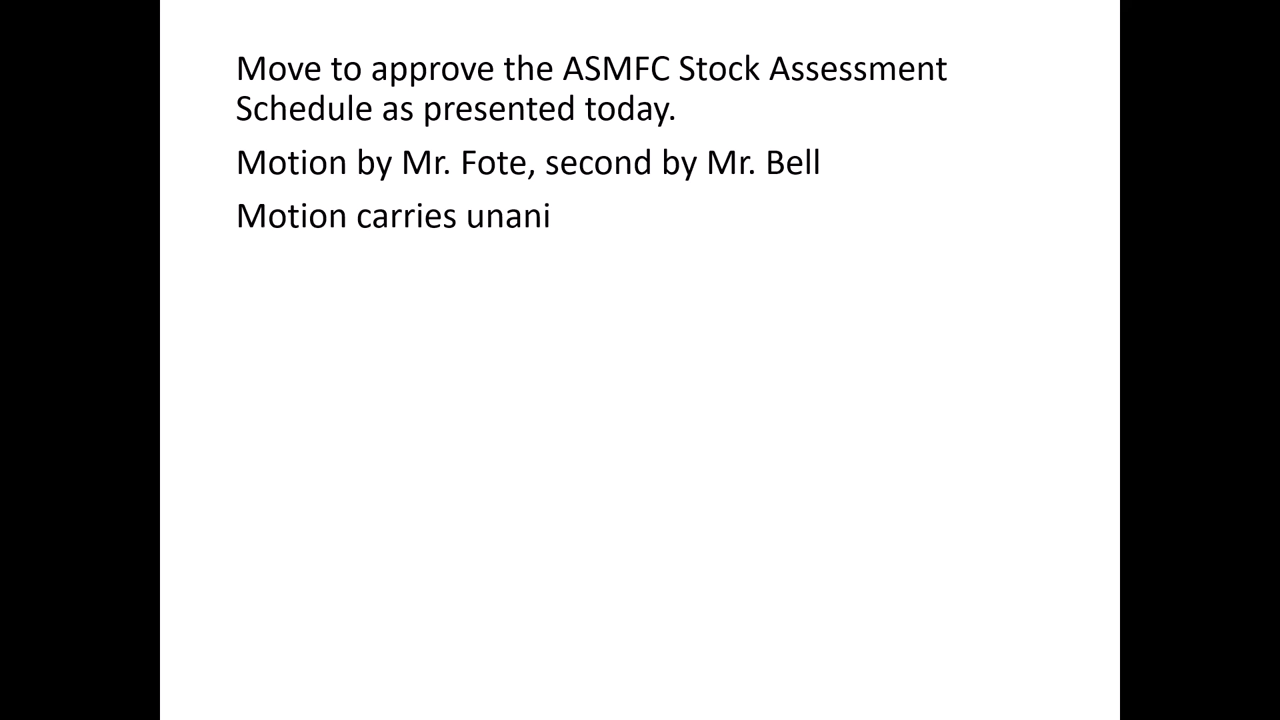 Move to approve the ASMFC Stock Assessment
Schedule as presented today.
Motion by Mr. Fote, second by Mr. Bell
Motion carries unani